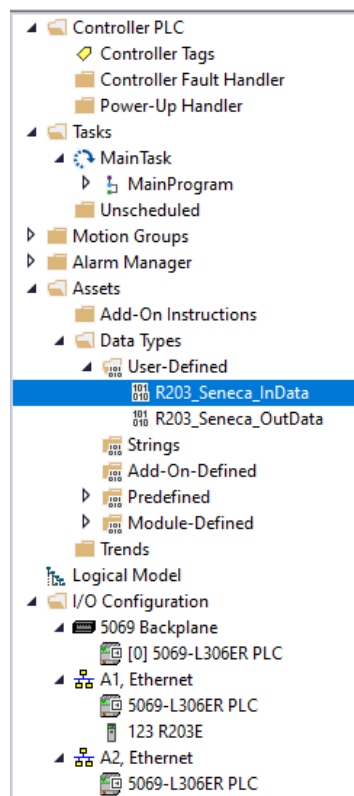 Controller PLC
Controller Tags
Controller Fault Handler
Power-Up Handler
Tasks
MainTask
MainProgram
Unscheduled
Motion Groups
Alarm Manager
Assets
Add-On Instructions
Data Types
User-Defined
R203_Seneca_InData
R203_Seneca_OutData
Strings
Add-On-Defined
Predefined
Module-Defined
Trends
Logical Model
I/O Configuration
5069 Backplane
[0] 5069-L306ER PLC
A1, Ethernet
5069-L306ER PLC
123 R203E
A2, Ethernet
5069-L306ER PLC